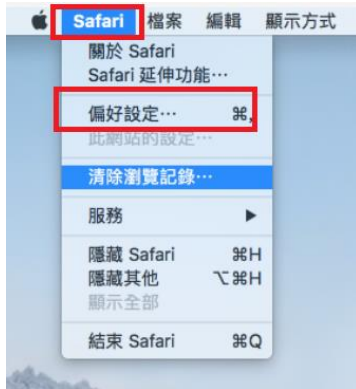 Safari 檔案 編輯 顯示方式
關於 Safari
Safari 延伸功能⋯
偏好設定⋯ ⌘,
此網站的設定⋯
清除瀏覽記錄⋯
服務 ▶
隱藏 Safari ⌘H
隱藏其他 ⌥⌘H
顯示全部
結束 Safari ⌘Q